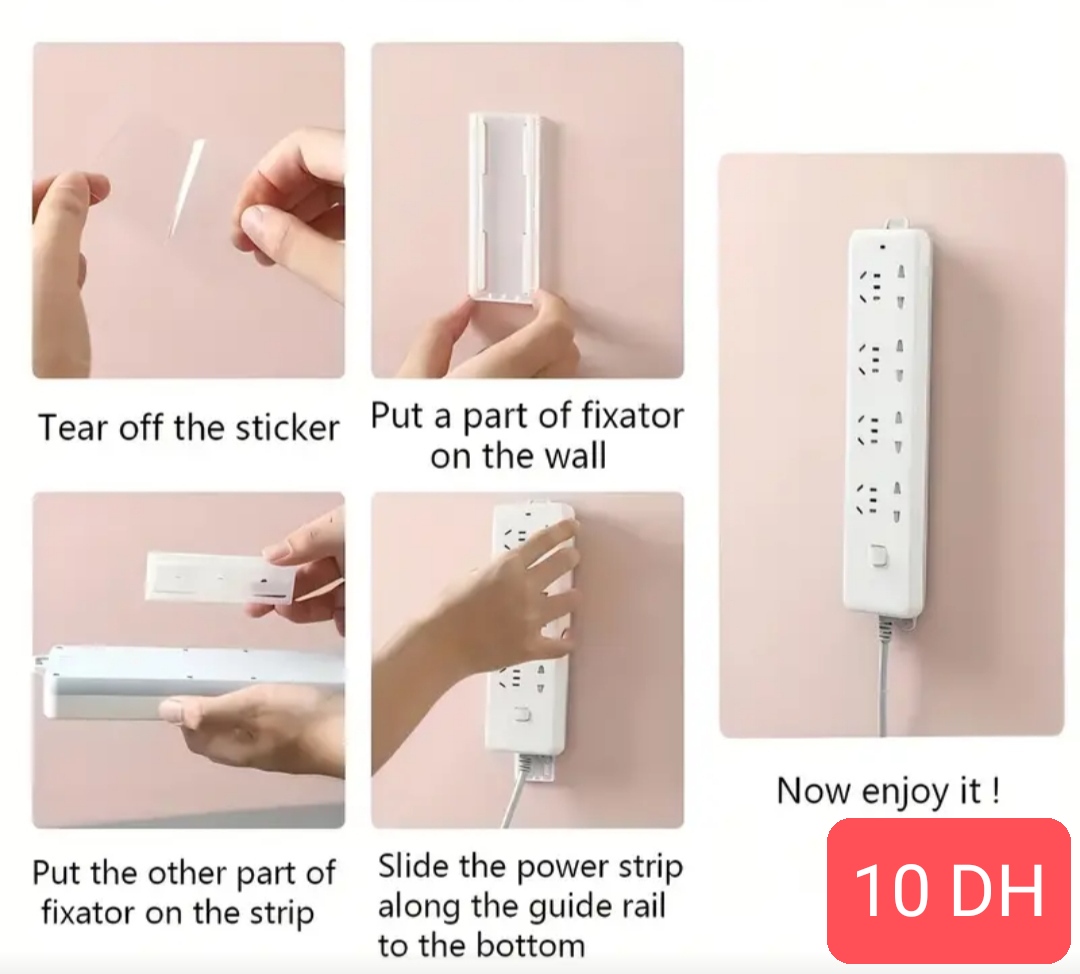 Tear off the sticker
Put a part of fixator
on the wall
Put the other part of
fixator on the strip
Slide the power strip
along the guide rail
to the bottom
Now enjoy it !
10 DH